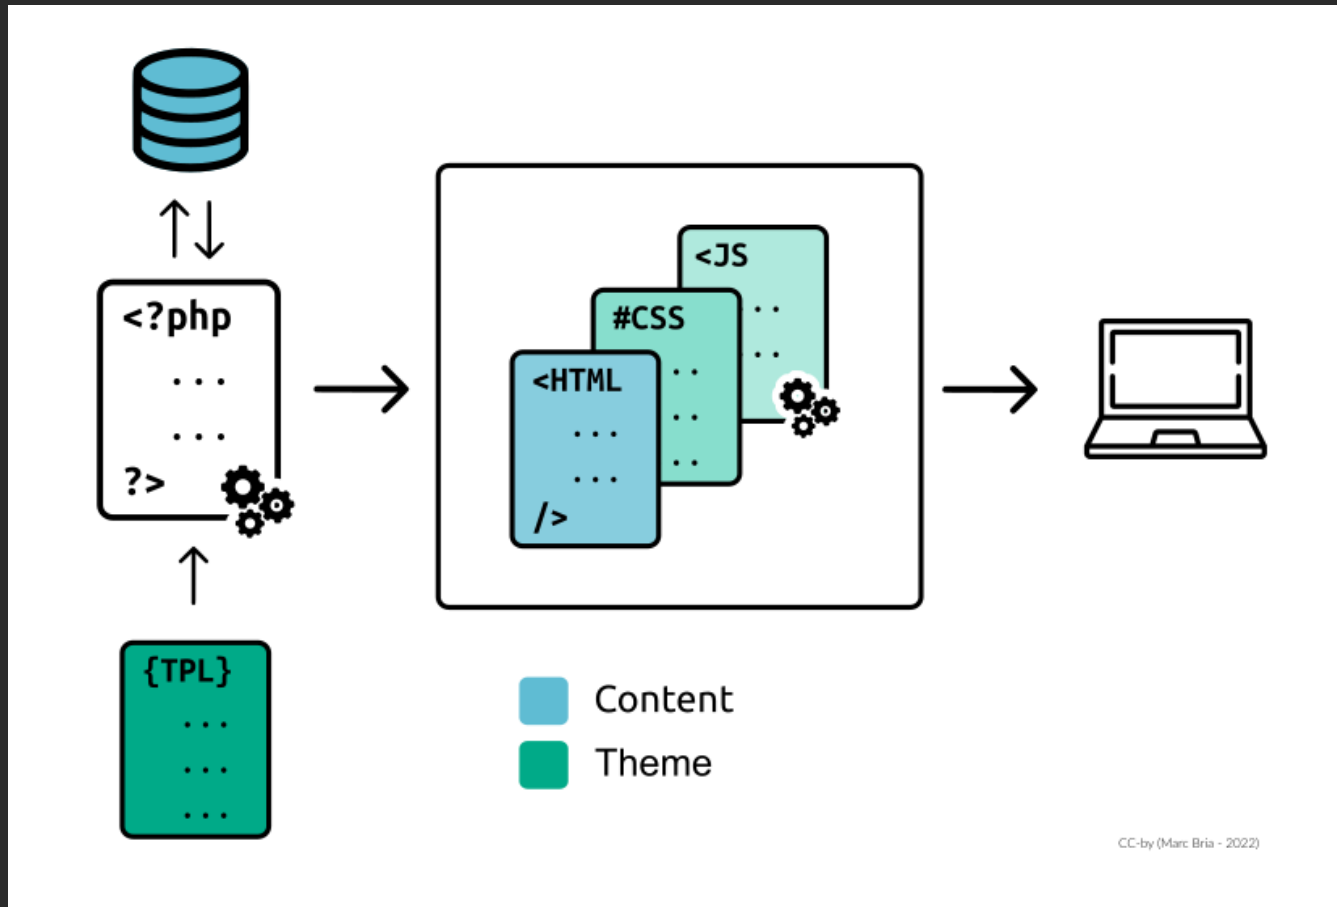 <?php
...
...
?>
{TPL}
...
...
...
<HTML
...
...
/>
#CSS
..
..
..
<JS
..
..
Content
Theme
CC-by (Marc Bria - 2022)